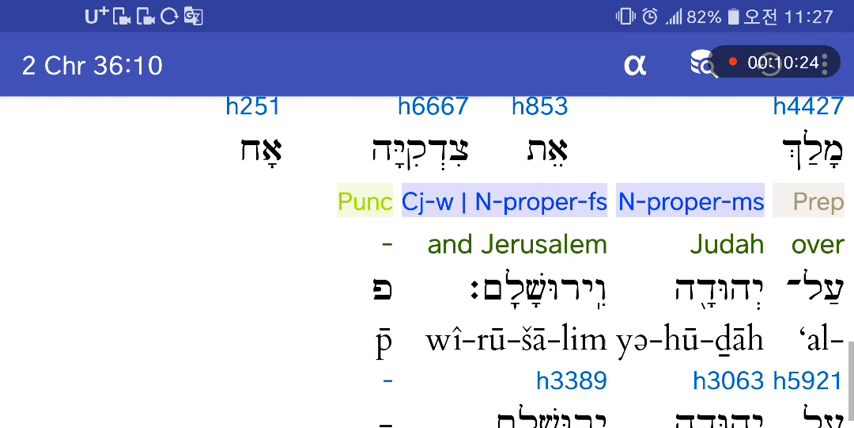 U+ 82% 오전 11:27
2 Chr 36:10 α 00:10:24
h4427 h853 h6667 h251
מָלַךְ אֵת צִדְקִיָּה אָח
Prep N-proper-ms Cj-w | N-proper-fs Punc
over Judah and Jerusalem -
עַל־ יְהוּדָ֖ה וִֽירוּשָׁלִָֽם׃ פ
‘al- yə-hū-ḏāh wî-rū-šā-lim p̄
h5921 h3063 h3389 -
עַל יְהוּדָה יְרוּשָׁלַםִ -